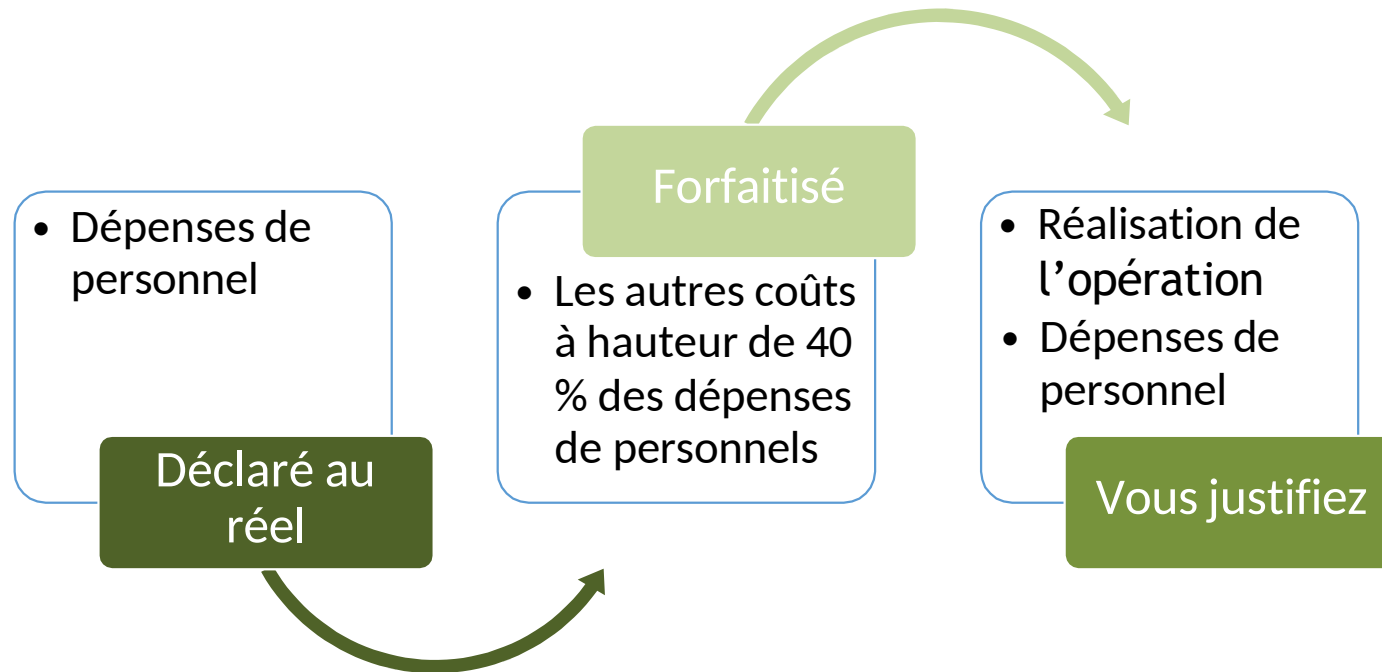 • Dépenses de
personnel
Déclaré au
réel
Forfaitisé
• Les autres coûts
à hauteur de 40
% des dépenses
de personnels
• Réalisation de
l’opération
• Dépenses de
personnel
Vous justifiez